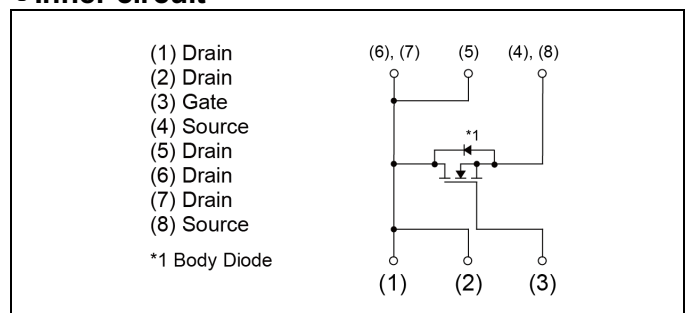 Inner circuit
(1) Drain
(2) Drain
(3) Gate
(4) Source
(5) Drain
(6) Drain
(7) Drain
(8) Source
*1 Body Diode
(6), (7) (5) (4), (8)
*1
(1) (2) (3)